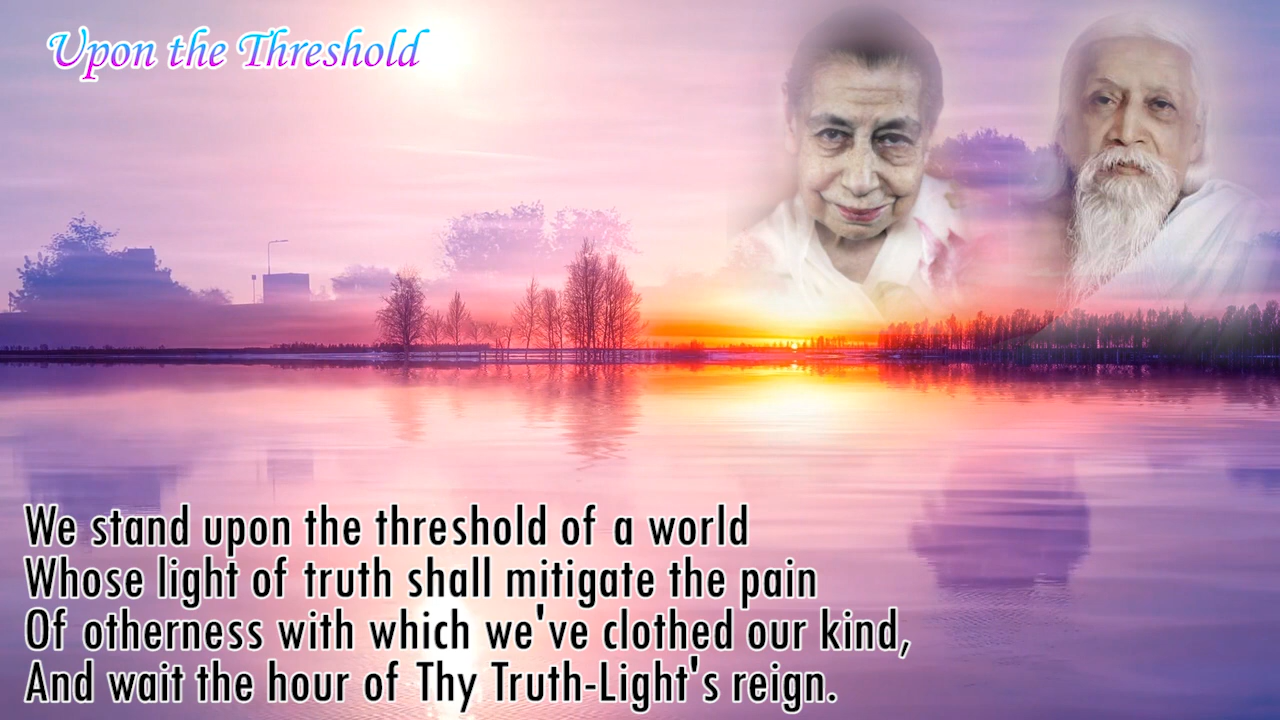 Upon the Threshold
We stand upon the threshold of a world
Whose light of truth shall mitigate the pain
Of otherness with which we've clothed our kind,
And wait the hour of Thy Truth-Light's reign.